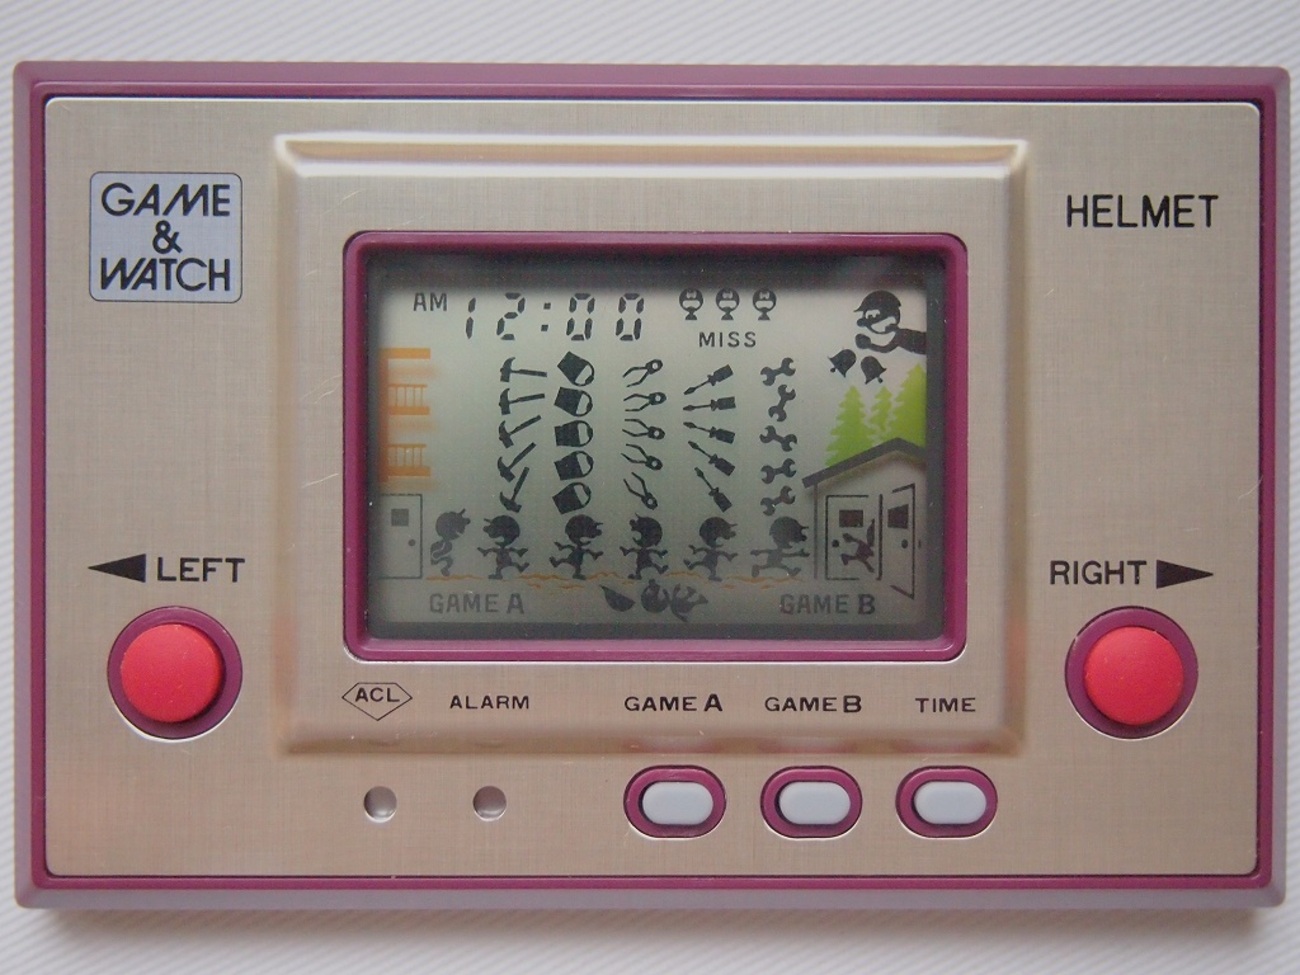 GAME
&
WATCH
HELMET
AM 12:00
MISS
GAME A
GAME B
◀ LEFT
RIGHT ▶
ACL
ALARM
GAME A
GAME B
TIME